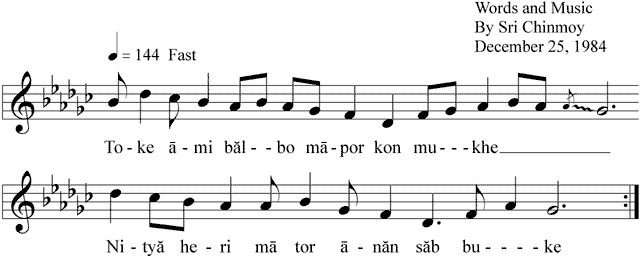 Words and Music
By Sri Chinmoy
December 25, 1984
= 144 Fast
To - ke ā - mi băl - - bo mā - por kon mu - - - khe
Ni - tyă he - ri mā tor ā - năn săb bu - - - - ke